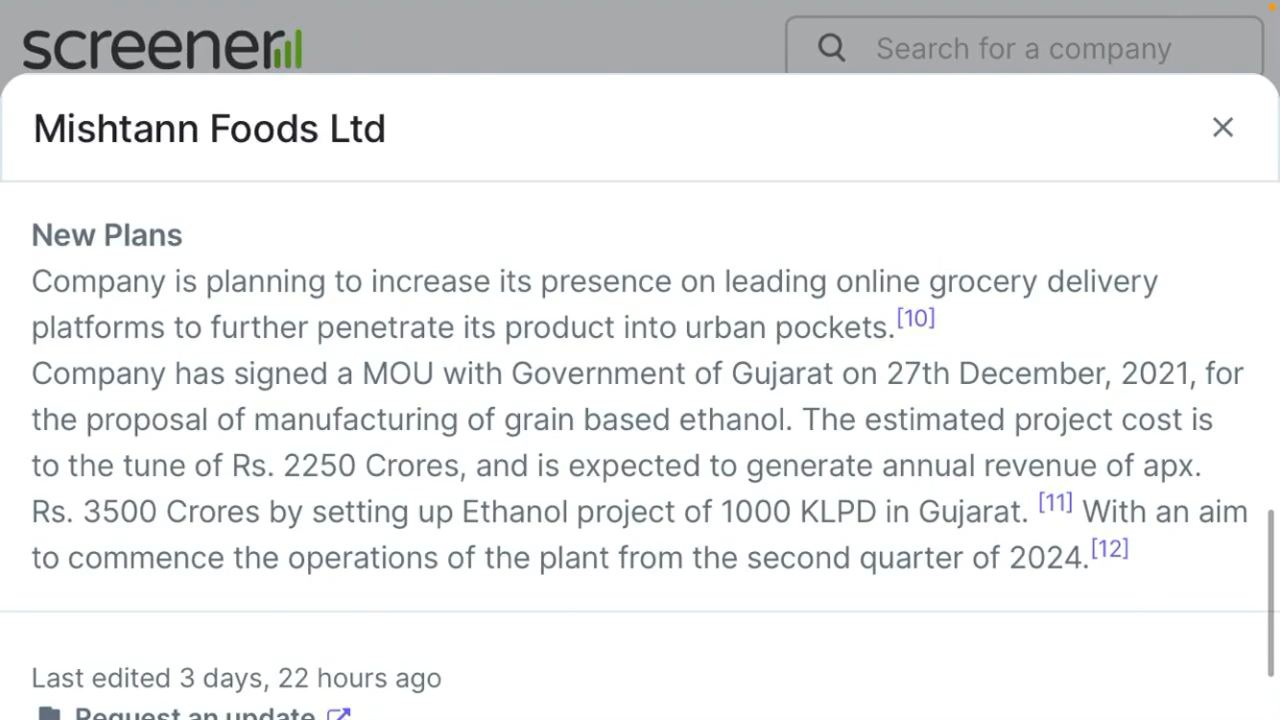 screener
Search for a company
Mishtann Foods Ltd
New Plans
Company is planning to increase its presence on leading online grocery delivery
platforms to further penetrate its product into urban pockets.[10]
Company has signed a MOU with Government of Gujarat on 27th December, 2021, for
the proposal of manufacturing of grain based ethanol. The estimated project cost is
to the tune of Rs. 2250 Crores, and is expected to generate annual revenue of apx.
Rs. 3500 Crores by setting up Ethanol project of 1000 KLPD in Gujarat. [11] With an aim
to commence the operations of the plant from the second quarter of 2024.[12]
Last edited 3 days, 22 hours ago
Request an update